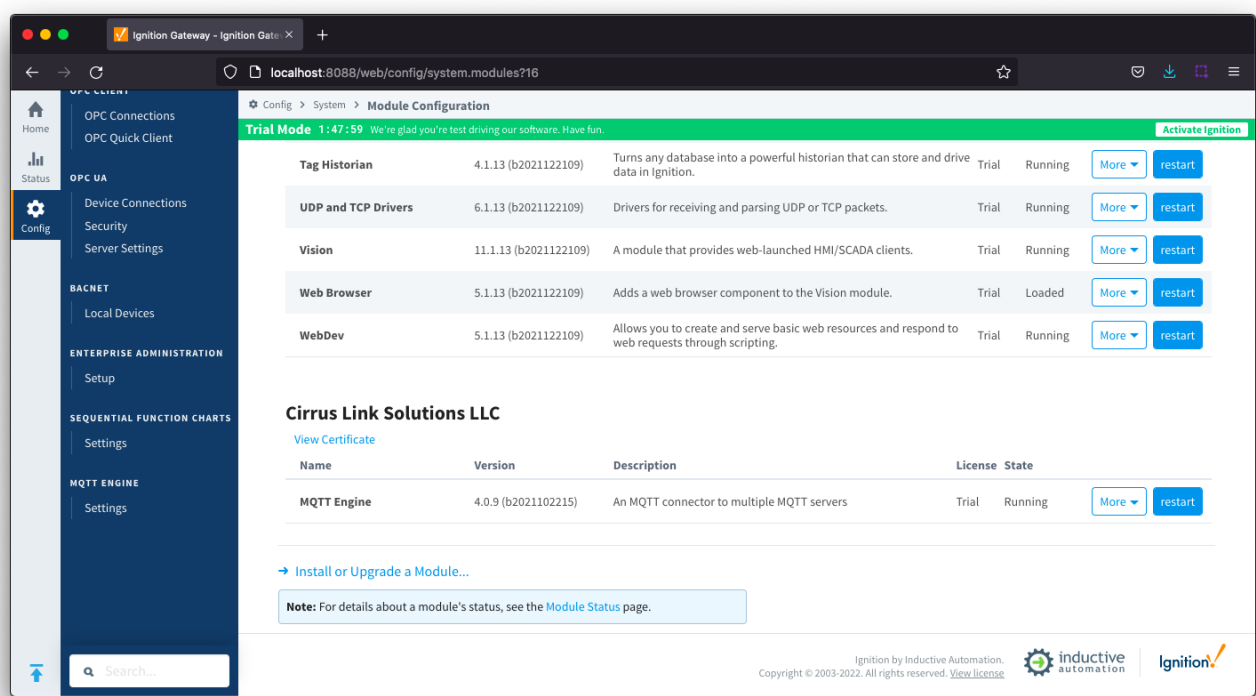 Ignition Gateway - Ignition Gate
localhost:8088/web/config/system.modules?16
Home
Status
Config
OPC CLIENT
OPC Connections
OPC Quick Client
OPC UA
Device Connections
Security
Server Settings
BACNET
Local Devices
ENTERPRISE ADMINISTRATION
Setup
SEQUENTIAL FUNCTION CHARTS
Settings
MQTT ENGINE
Settings
Search...
Config > System > Module Configuration
Trial Mode 1:47:59 We're glad you're test driving our software. Have fun. Activate Ignition
Tag Historian 4.1.13 (b2021122109) Turns any database into a powerful historian that can store and drive Trial Running More restart
data in Ignition.
UDP and TCP Drivers 6.1.13 (b2021122109) Drivers for receiving and parsing UDP or TCP packets. Trial Running More restart
Vision 11.1.13 (b2021122109) A module that provides web-launched HMI/SCADA clients. Trial Running More restart
Web Browser 5.1.13 (b2021122109) Adds a web browser component to the Vision module. Trial Loaded More restart
WebDev 5.1.13 (b2021122109) Allows you to create and serve basic web resources and respond to Trial Running More restart
web requests through scripting.
Cirrus Link Solutions LLC
View Certificate
Name Version Description License State
MQTT Engine 4.0.9 (b2021102215) An MQTT connector to multiple MQTT servers Trial Running More restart
Install or Upgrade a Module...
Note: For details about a module's status, see the Module Status page.
Ignition by Inductive Automation.
Copyright © 2003-2022. All rights reserved. View license
inductive
automation
Ignition!